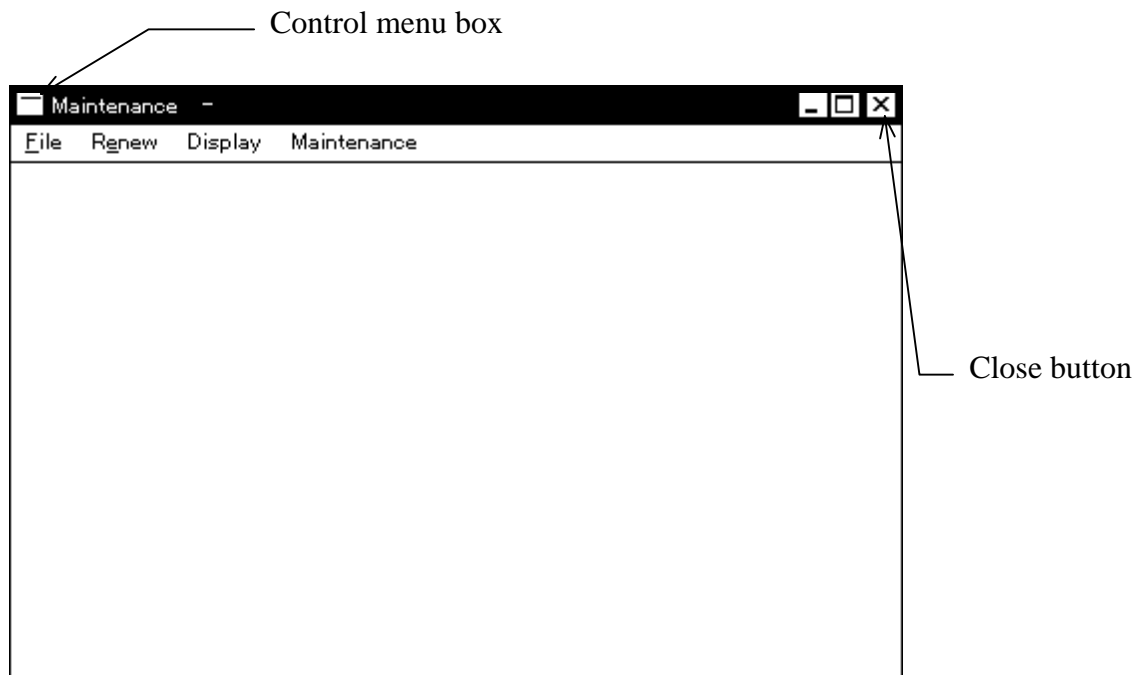 Control menu box
Maintenance -
File Renew Display Maintenance
Close button